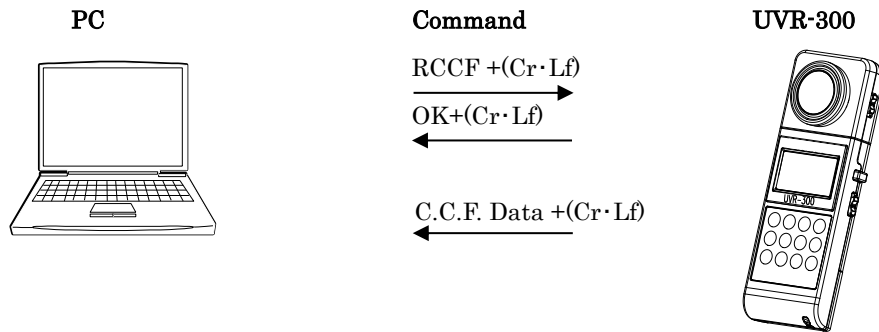 PC Command UVR-300
RCCF +(Cr･Lf)
OK+(Cr･Lf)
C.C.F. Data +(Cr･Lf)
UVR-300